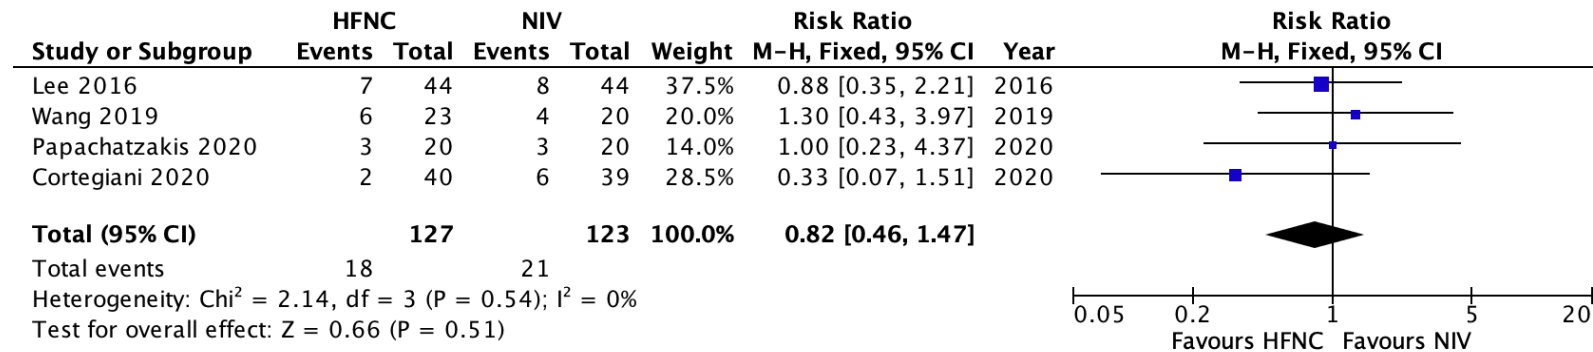 HFNC NIV Risk Ratio Risk Ratio
Study or Subgroup Events Total Events Total Weight M-H, Fixed, 95% CI Year M-H, Fixed, 95% CI
Lee 2016 7 44 8 44 37.5% 0.88 [0.35, 2.21] 2016
Wang 2019 6 23 4 20 20.0% 1.30 [0.43, 3.97] 2019
Papachatzakis 2020 3 20 3 20 14.0% 1.00 [0.23, 4.37] 2020
Cortegiani 2020 2 40 6 39 28.5% 0.33 [0.07, 1.51] 2020
Total (95% CI) 127 123 100.0% 0.82 [0.46, 1.47]
Total events 18 21
Heterogeneity: Chi² = 2.14, df = 3 (P = 0.54); I² = 0%
Test for overall effect: Z = 0.66 (P = 0.51)
0.05 0.2 1 5 20
Favours HFNC Favours NIV